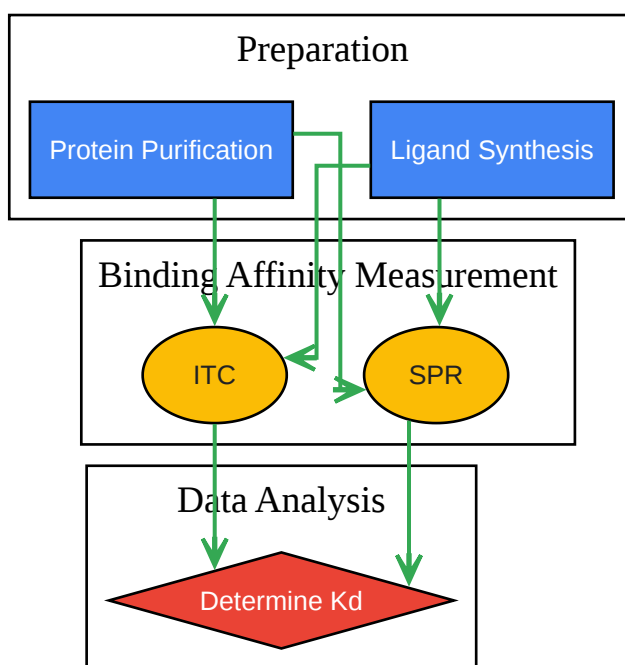 Preparation
Protein Purification
Ligand Synthesis
Binding Affinity Measurement
ITC
SPR
Data Analysis
Determine Kd